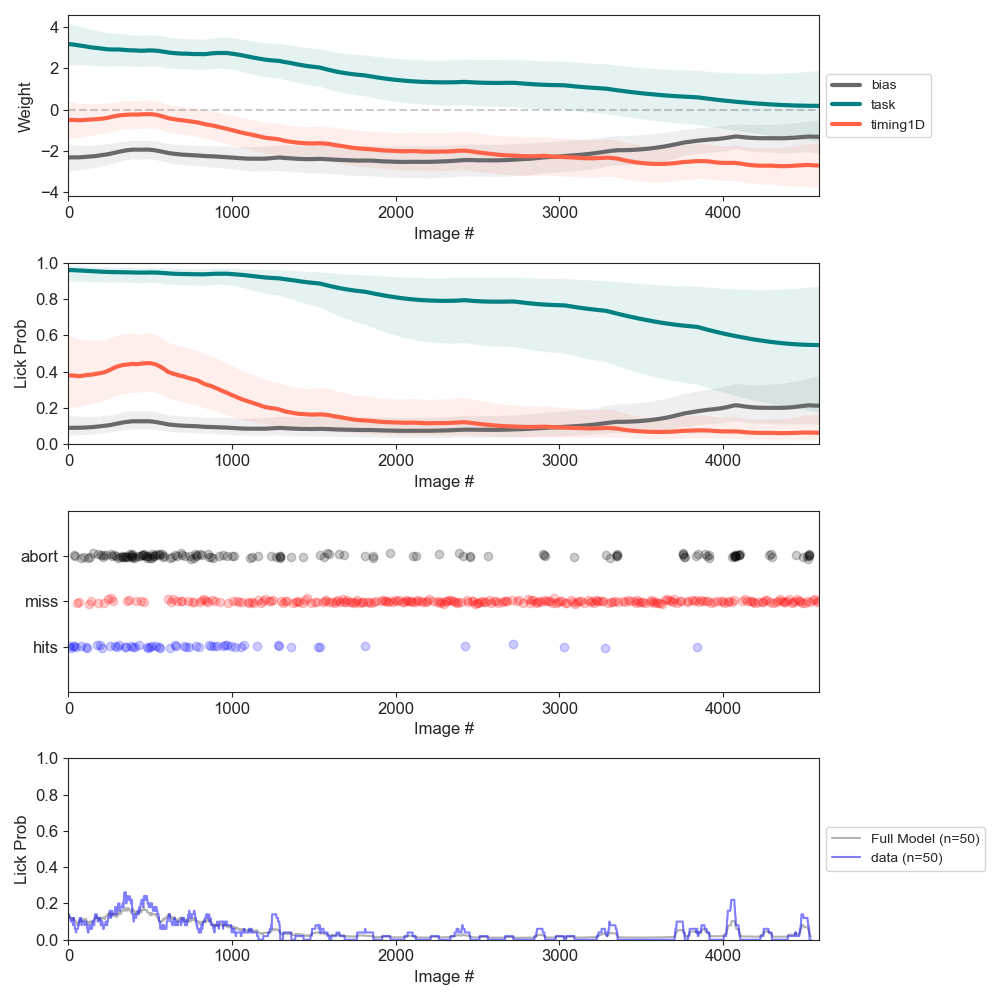 4
2
0
−2
−4
Weight
0
1000
2000
3000
4000
Image #
bias
task
timing1D
1.0
0.8
0.6
0.4
0.2
0.0
Lick Prob
0
1000
2000
3000
4000
Image #
abort
miss
hits
0
1000
2000
3000
4000
Image #
1.0
0.8
0.6
0.4
0.2
0.0
Lick Prob
0
1000
2000
3000
4000
Image #
Full Model (n=50)
data (n=50)